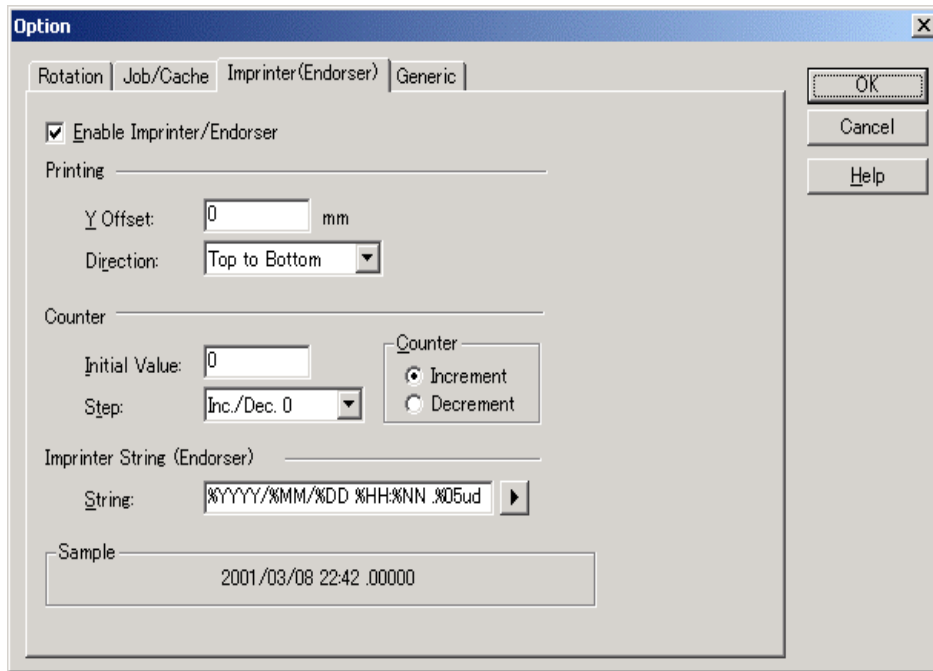 Option
Rotation Job/Cache Imprinter(Endorser) Generic
OK
Cancel
Help
Enable Imprinter/Endorser
Printing
Y Offset: 0 mm
Direction: Top to Bottom
Counter
Initial Value: 0
Step: Inc./Dec. 0
Counter
Increment
Decrement
Imprinter String (Endorser)
String: %YYYY/%MM/%DD %HH:%NN .%05ud
Sample
2001/03/08 22:42 .00000